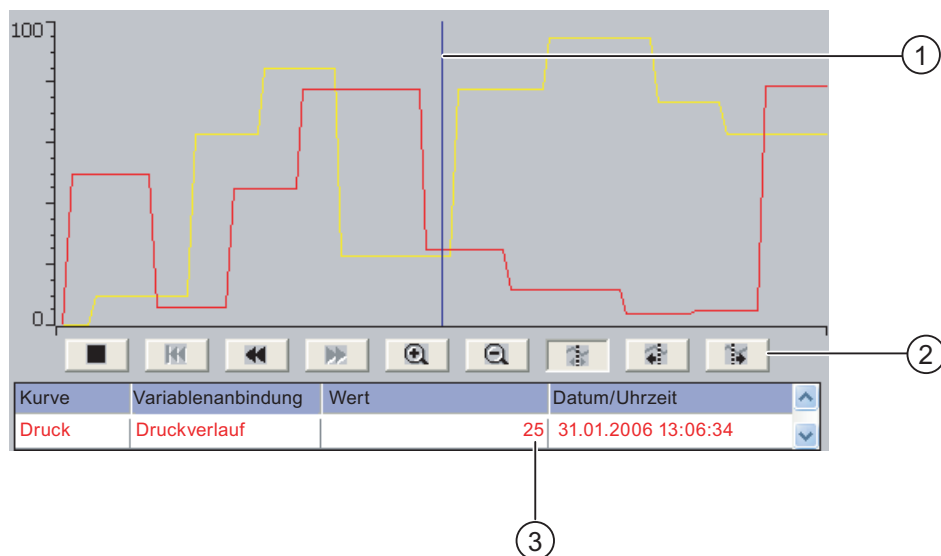 100
0
1
2
Kurve Variablenanbindung Wert Datum/Uhrzeit
Druck Druckverlauf 25 31.01.2006 13:06:34
3